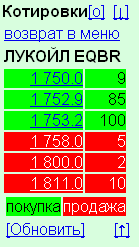 Котировки[o] [↓]
возврат в меню
ЛУКОЙЛ EQBR
1 750.0 9
1 752.9 85
1 753.2 100
1 758.0 5
1 800.0 2
1 811.0 10
покупка продажа
[Обновить] [↑]